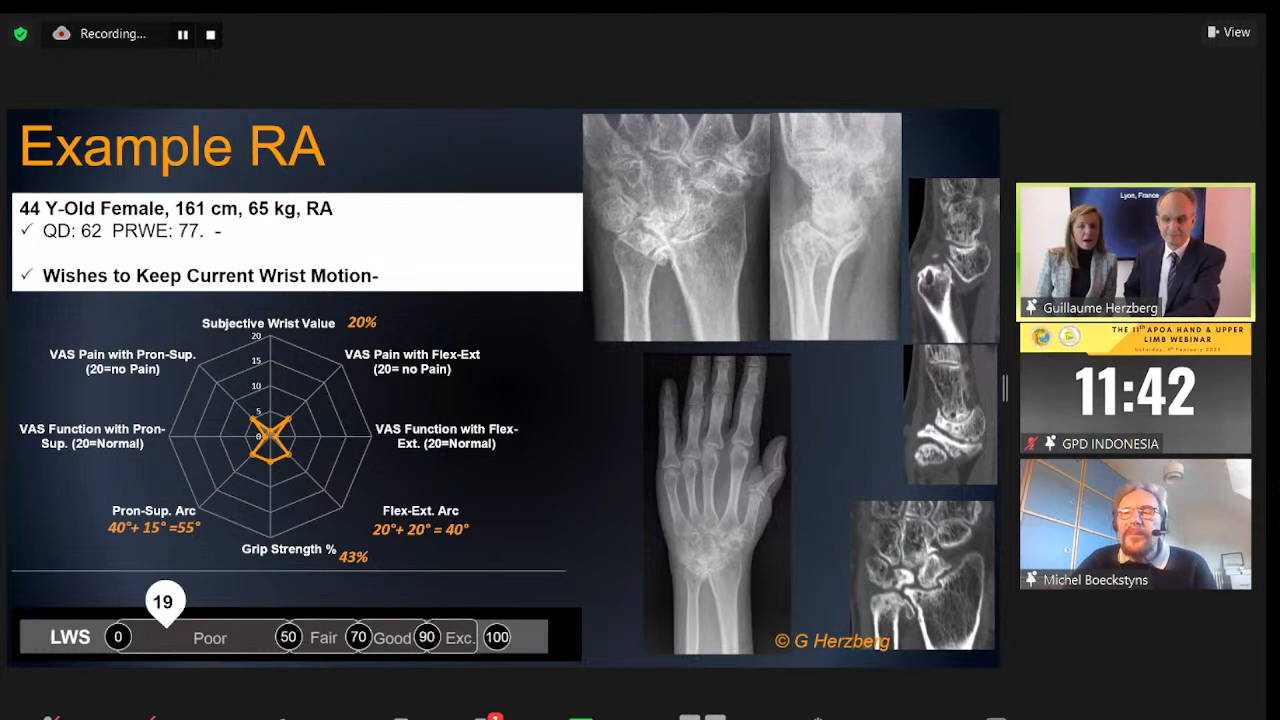 Recording...
View
Example RA
44 Y-Old Female, 161 cm, 65 kg, RA
✓ QD: 62 PRWE: 77. -
✓ Wishes to Keep Current Wrist Motion-
Subjective Wrist Value 20%
VAS Pain with Pron-Sup.
(20=no Pain)
VAS Pain with Flex-Ext
(20= no Pain)
20
15
10
5
0
VAS Function with Pron-
Sup. (20=Normal)
VAS Function with Flex-
Ext. (20=Normal)
Pron-Sup. Arc
40°+ 15° =55°
Flex-Ext. Arc
20°+ 20° = 40°
Grip Strength % 43%
19
LWS 0 Poor 50 Fair 70 Good 90 Exc. 100
© G Herzberg
Lyon, France
Guillaume Herzberg
THE 11th APOA HAND & UPPER
LIMB WEBINAR
Saturday, 4th February 2023
11:42
GPD INDONESIA
Michel Boeckstyns
1